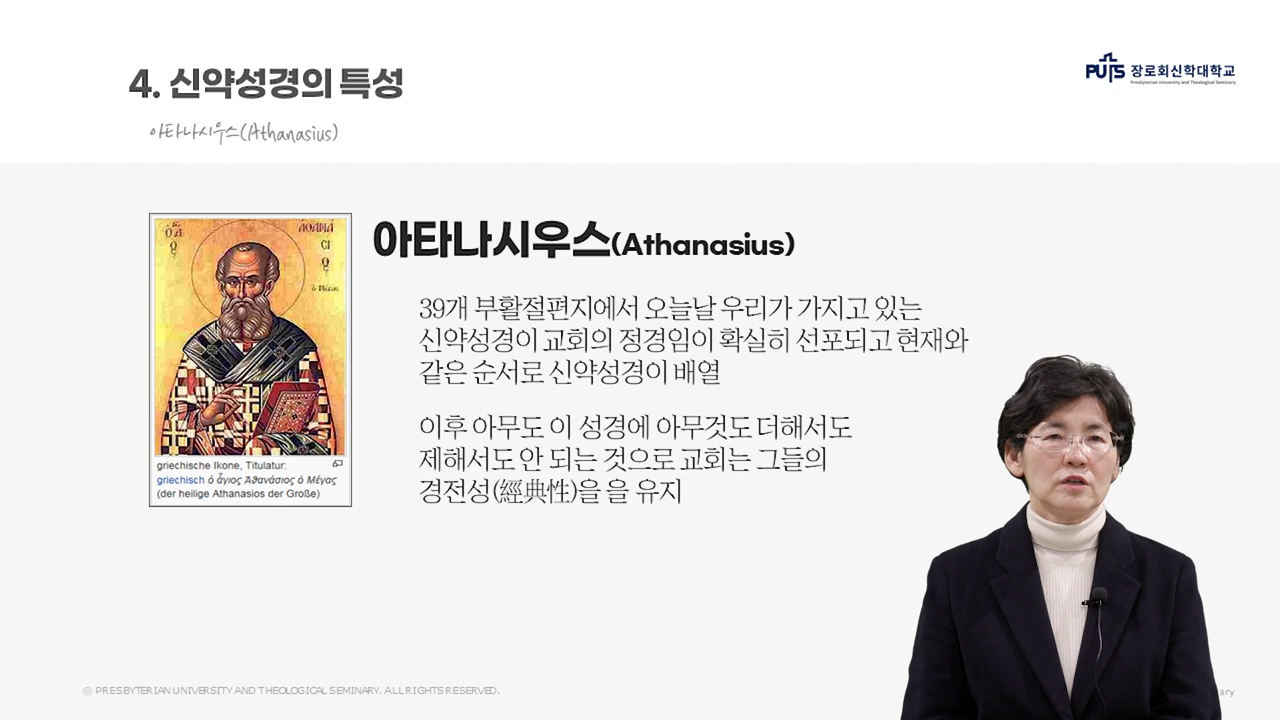 4. 신약성경의 특성
아타나시우스(Athanasius)
PUTS 장로회신학대학교
Presbyterian University and Theological Seminary
아타나시우스(Athanasius)
39개 부활절편지에서 오늘날 우리가 가지고 있는
신약성경이 교회의 정경임이 확실히 선포되고 현재와
같은 순서로 신약성경이 배열
이후 아무도 이 성경에 아무것도 더해서도
제해서도 안 되는 것으로 교회는 그들의
경전성(經典性)을 을 유지
ΑΘΑΝΑ
СΙ
Ο
griechische Ikone, Titulatur:
griechisch ὁ ἅγιος Ἀθανάσιος ὁ Μέγας
(der heilige Athanasios der Große)
© PRESBYTERIAN UNIVERSITY AND THEOLOGICAL SEMINARY. ALL RIGHTS RESERVED.
ary